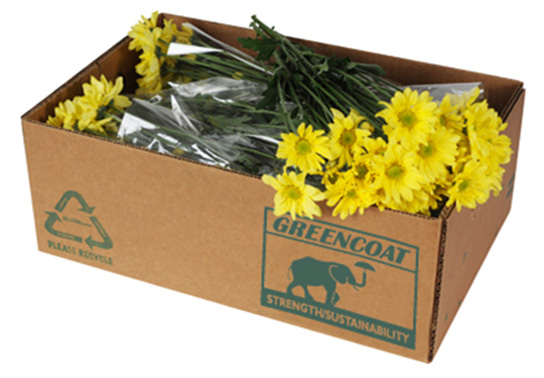 PLEASE RECYCLE
GREENCOAT
STRENGTH/SUSTAINABILITY